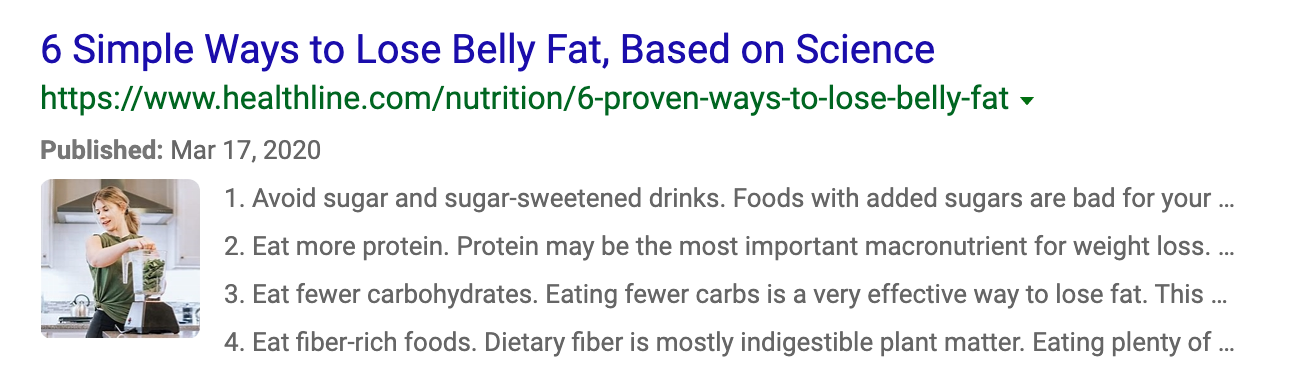 6 Simple Ways to Lose Belly Fat, Based on Science
https://www.healthline.com/nutrition/6-proven-ways-to-lose-belly-fat
Published: Mar 17, 2020
1. Avoid sugar and sugar-sweetened drinks. Foods with added sugars are bad for your ...
2. Eat more protein. Protein may be the most important macronutrient for weight loss. ...
3. Eat fewer carbohydrates. Eating fewer carbs is a very effective way to lose fat. This ...
4. Eat fiber-rich foods. Dietary fiber is mostly indigestible plant matter. Eating plenty of ...